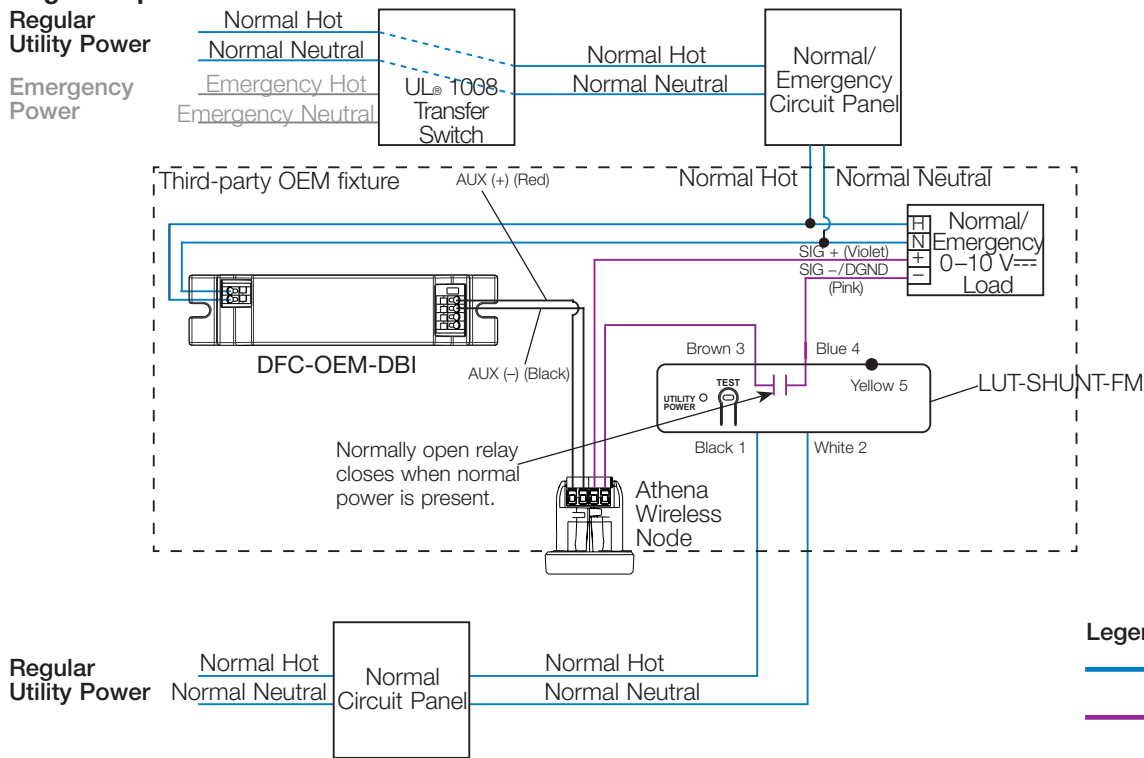 Regular
Utility Power
Normal Hot
Normal Neutral
Emergency
Power
Emergency Hot
Emergency Neutral
UL® 1008
Transfer
Switch
Normal Hot
Normal Neutral
Normal/
Emergency
Circuit Panel
Third-party OEM fixture
AUX (+) (Red)
Normal Hot
Normal Neutral
H
N
+
–
Normal/
Emergency
0–10 V⎓
Load
SIG + (Violet)
SIG –/DGND
(Pink)
DFC-OEM-DBI
AUX (–) (Black)
Brown 3
Blue 4
Yellow 5
UTILITY
POWER
TEST
LUT-SHUNT-FM
Black 1
White 2
Normally open relay
closes when normal
power is present.
Athena
Wireless
Node
Regular
Utility Power
Normal Hot
Normal Neutral
Normal
Circuit Panel
Normal Hot
Normal Neutral